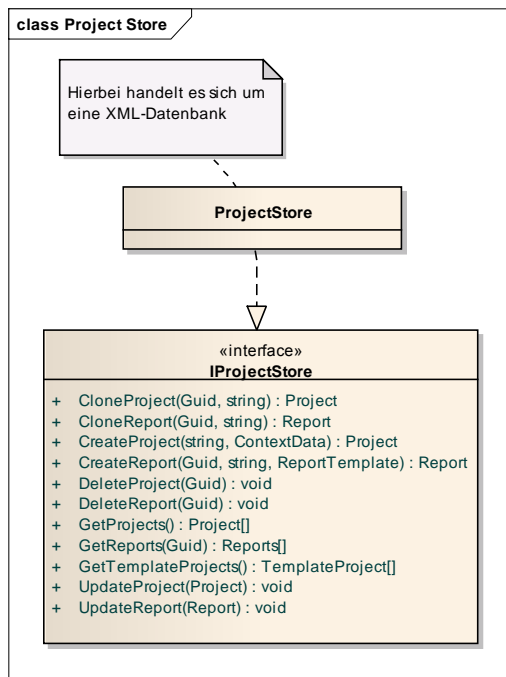 class Project Store
Hierbei handelt es sich um
eine XML-Datenbank
ProjectStore
«interface»
IProjectStore
+ CloneProject(Guid, string) : Project
+ CloneReport(Guid, string) : Report
+ CreateProject(string, ContextData) : Project
+ CreateReport(Guid, string, ReportTemplate) : Report
+ DeleteProject(Guid) : void
+ DeleteReport(Guid) : void
+ GetProjects() : Project[]
+ GetReports(Guid) : Reports[]
+ GetTemplateProjects() : TemplateProject[]
+ UpdateProject(Project) : void
+ UpdateReport(Report) : void